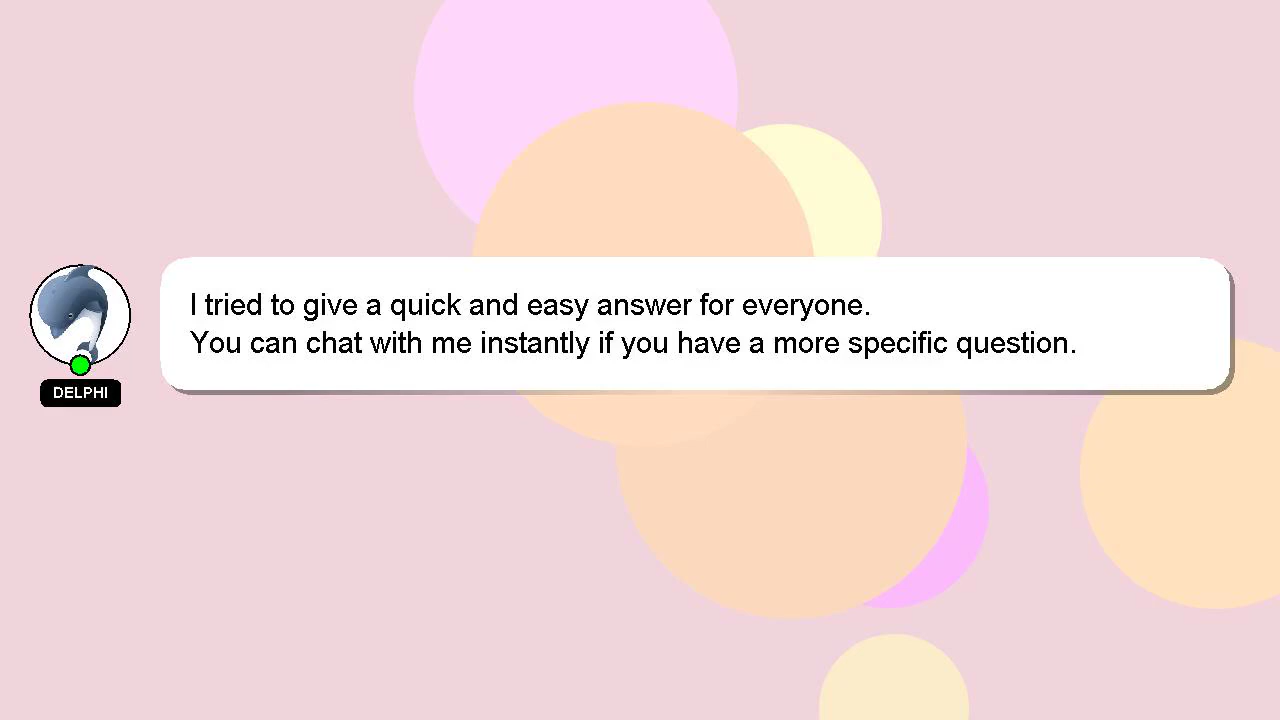 I tried to give a quick and easy answer for everyone.
You can chat with me instantly if you have a more specific question.
DELPHI